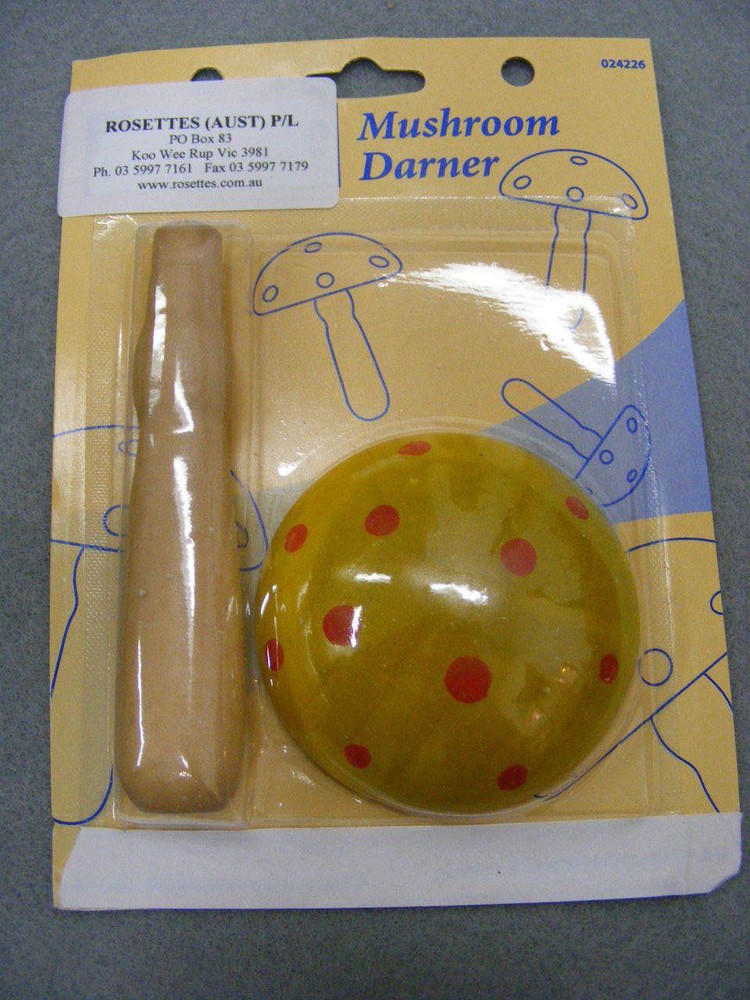 024226
ROSETTES (AUST) P/L
PO Box 83
Koo Wee Rup Vic 3981
Ph. 03 5997 7161 Fax 03 5997 7179
www.rosettes.com.au
Mushroom
Darner